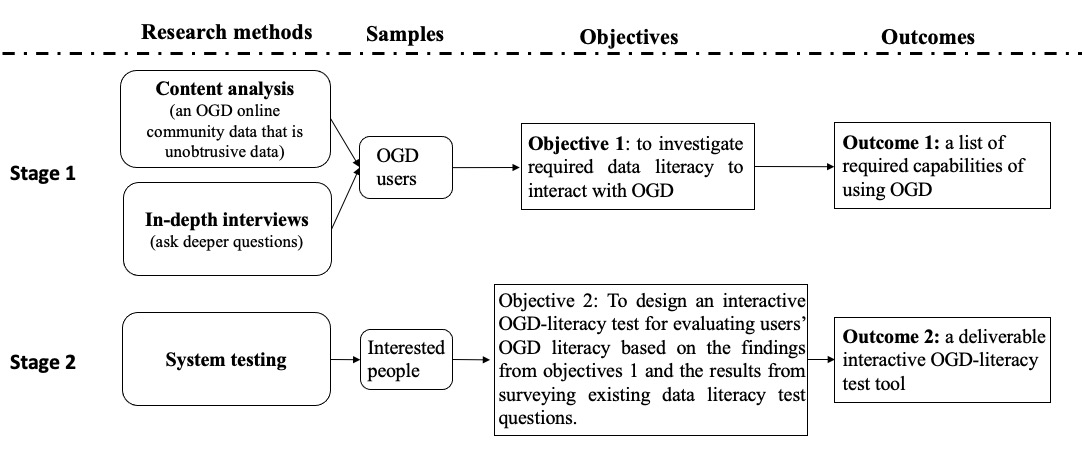 Research methods
Samples
Objectives
Outcomes
Stage 1
Content analysis
(an OGD online
community data that is
unobtrusive data)
In-depth interviews
(ask deeper questions)
OGD
users
Objective 1: to investigate
required data literacy to
interact with OGD
Outcome 1: a list of
required capabilities of
using OGD
Stage 2
System testing
Interested
people
Objective 2: To design an interactive
OGD-literacy test for evaluating users’
OGD literacy based on the findings
from objectives 1 and the results from
surveying existing data literacy test
questions.
Outcome 2: a deliverable
interactive OGD-literacy
test tool